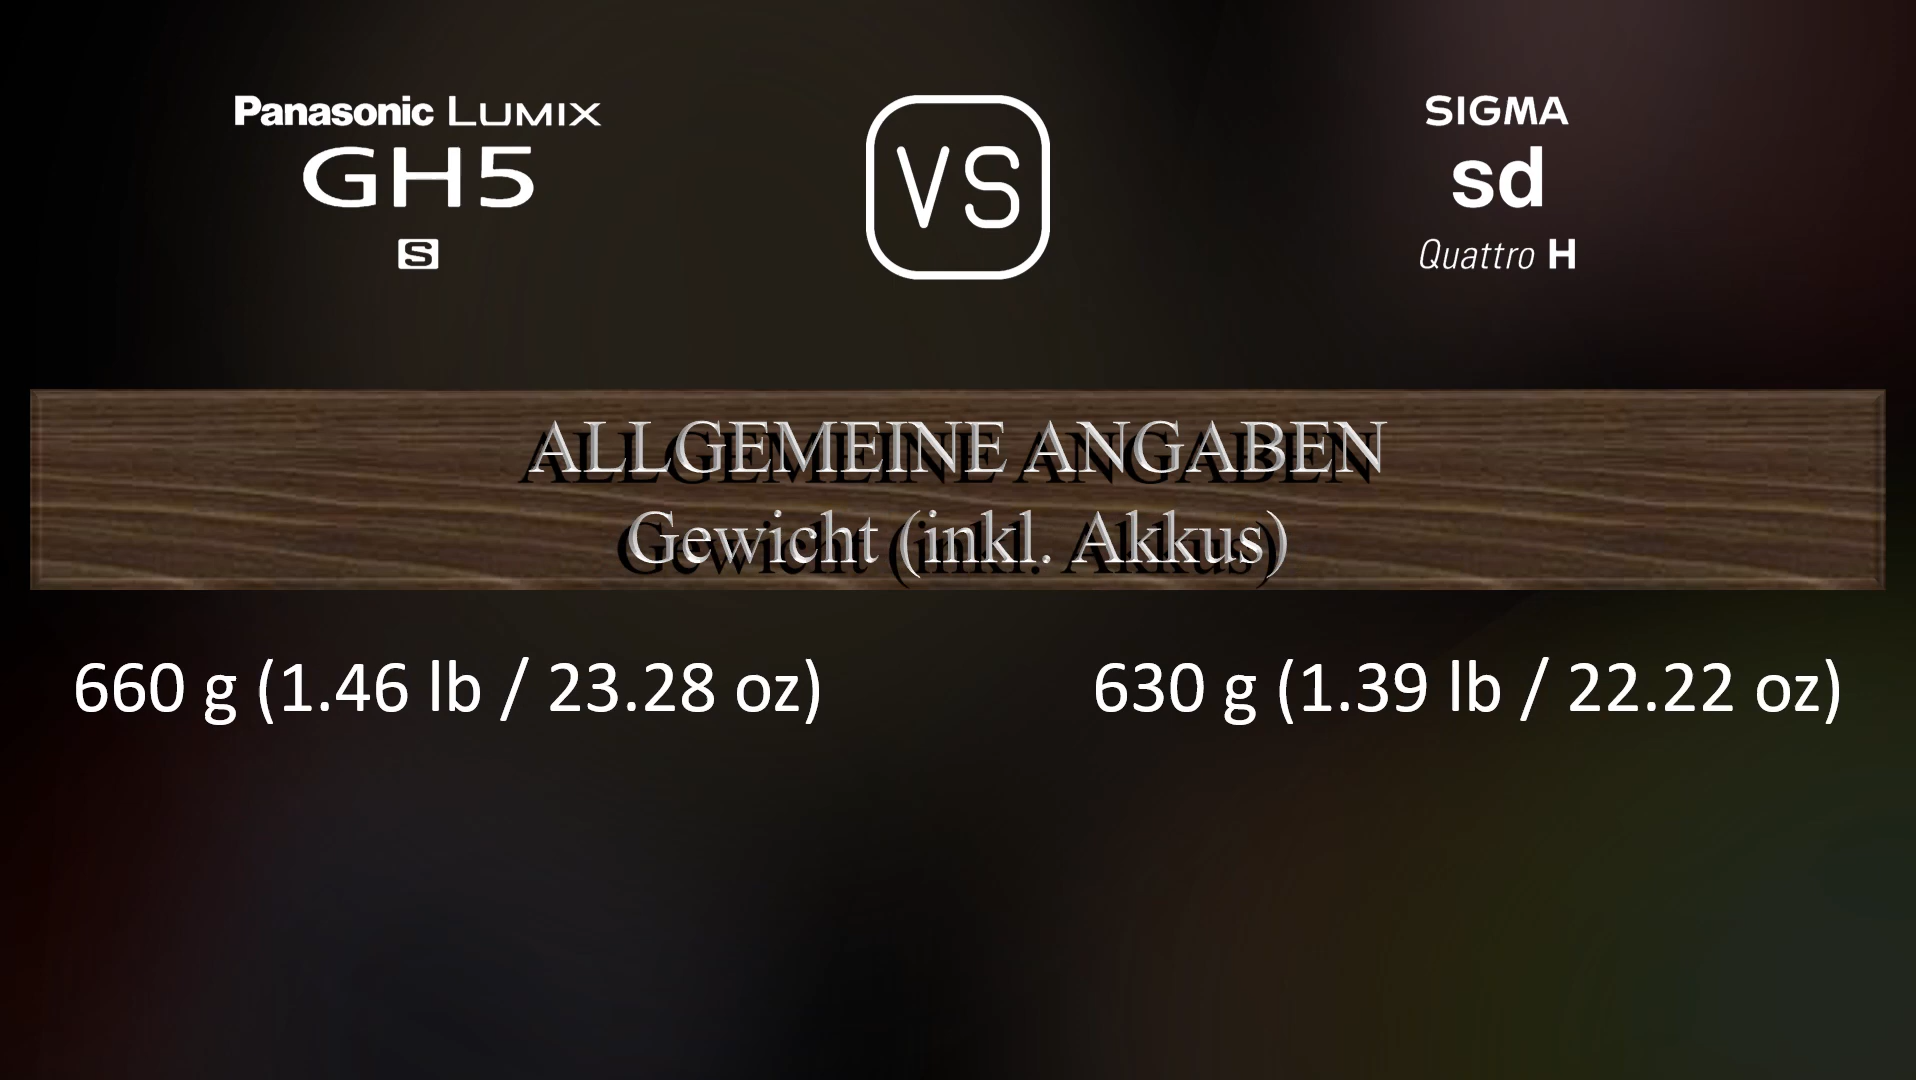 Panasonic LUMIX
GH5
S
VS
SIGMA
sd
Quattro H
ALLGEMEINE ANGABEN
Gewicht (inkl. Akkus)
660 g (1.46 lb / 23.28 oz)
630 g (1.39 lb / 22.22 oz)